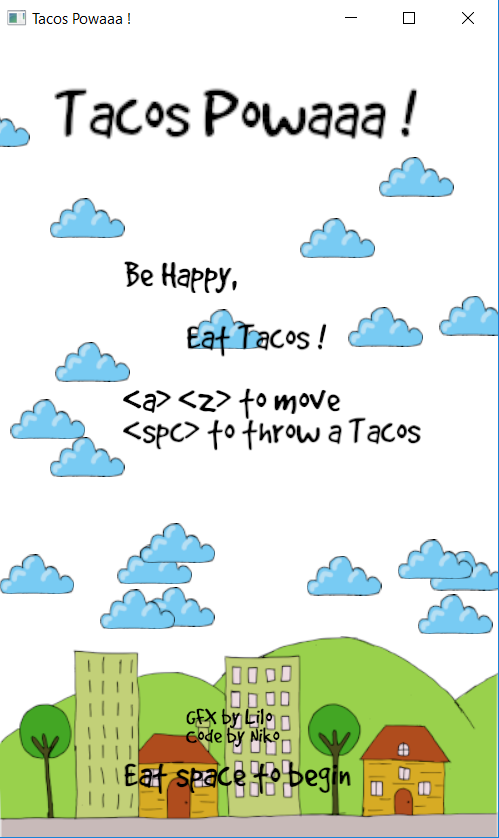 Tacos Powaaa !
Tacos Powaaa !
Be Happy,
Eat Tacos !
<a> <z> to move
<spc> to throw a Tacos
GFX by Lilo
Code by Niko
Eat space to begin